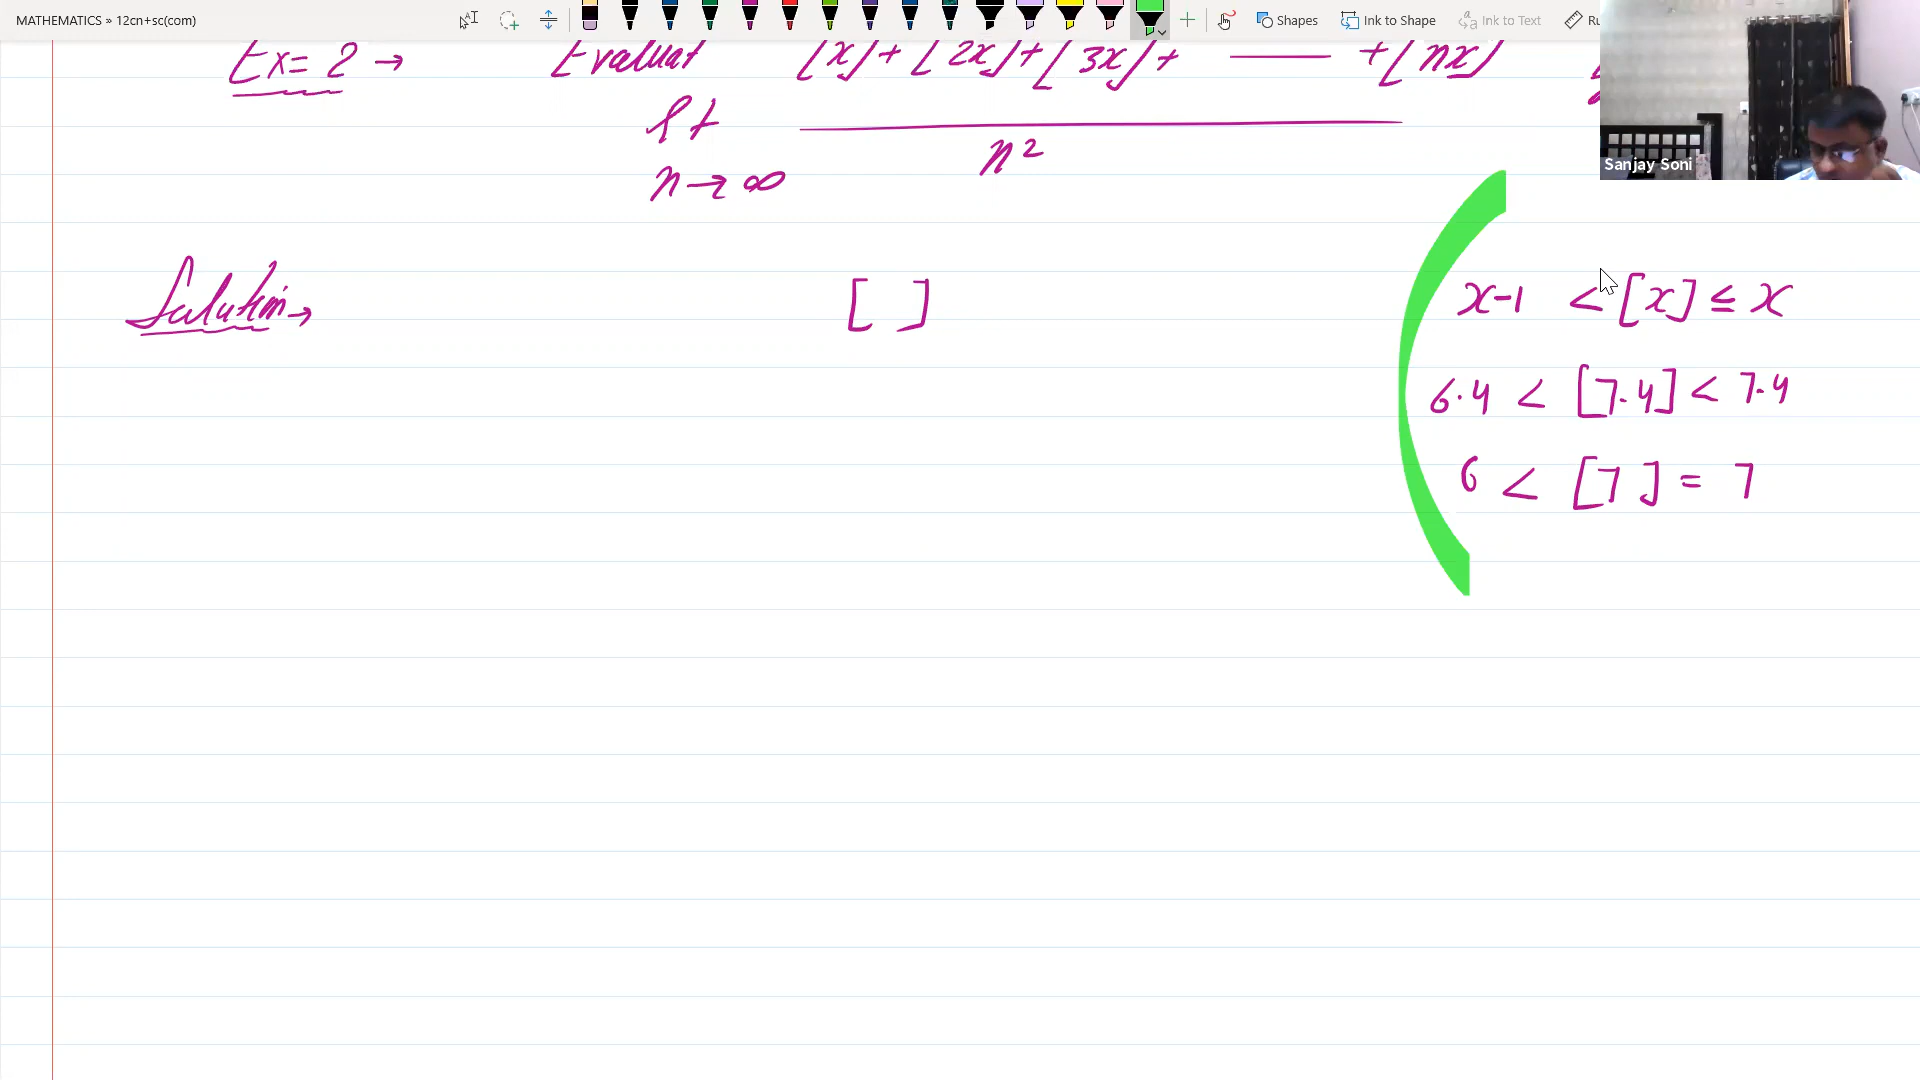 MATHEMATICS » 12cn+sc(com)
Shapes Ink to Shape Ink to Text Ru
Ex= 2 → Evaluat [x]+[2x]+[3x]+ —— +[nx]
lt
n²
n→∞
Sanjay Soni
Solution→ [ ]
x-1 < [x] ≤ x
6.4 < [7.4] < 7.4
6 < [7] = 7